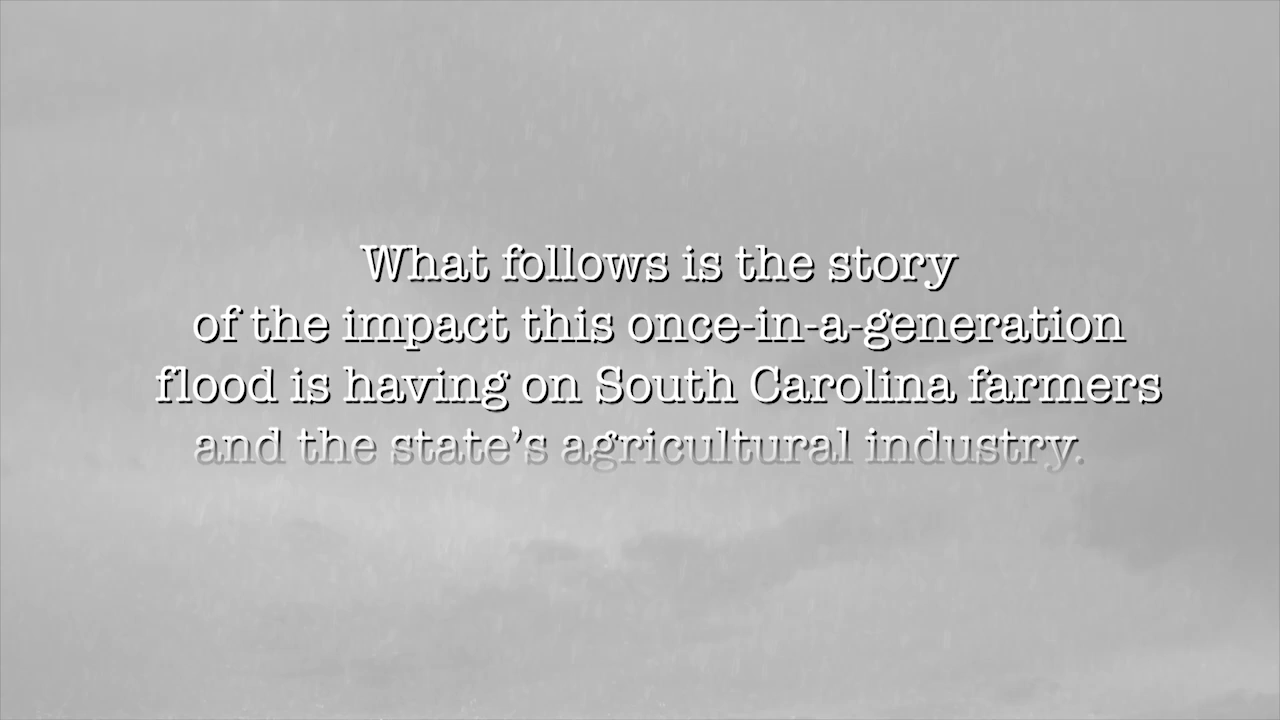 What follows is the story
of the impact this once-in-a-generation
flood is having on South Carolina farmers
and the state’s agricultural industry.